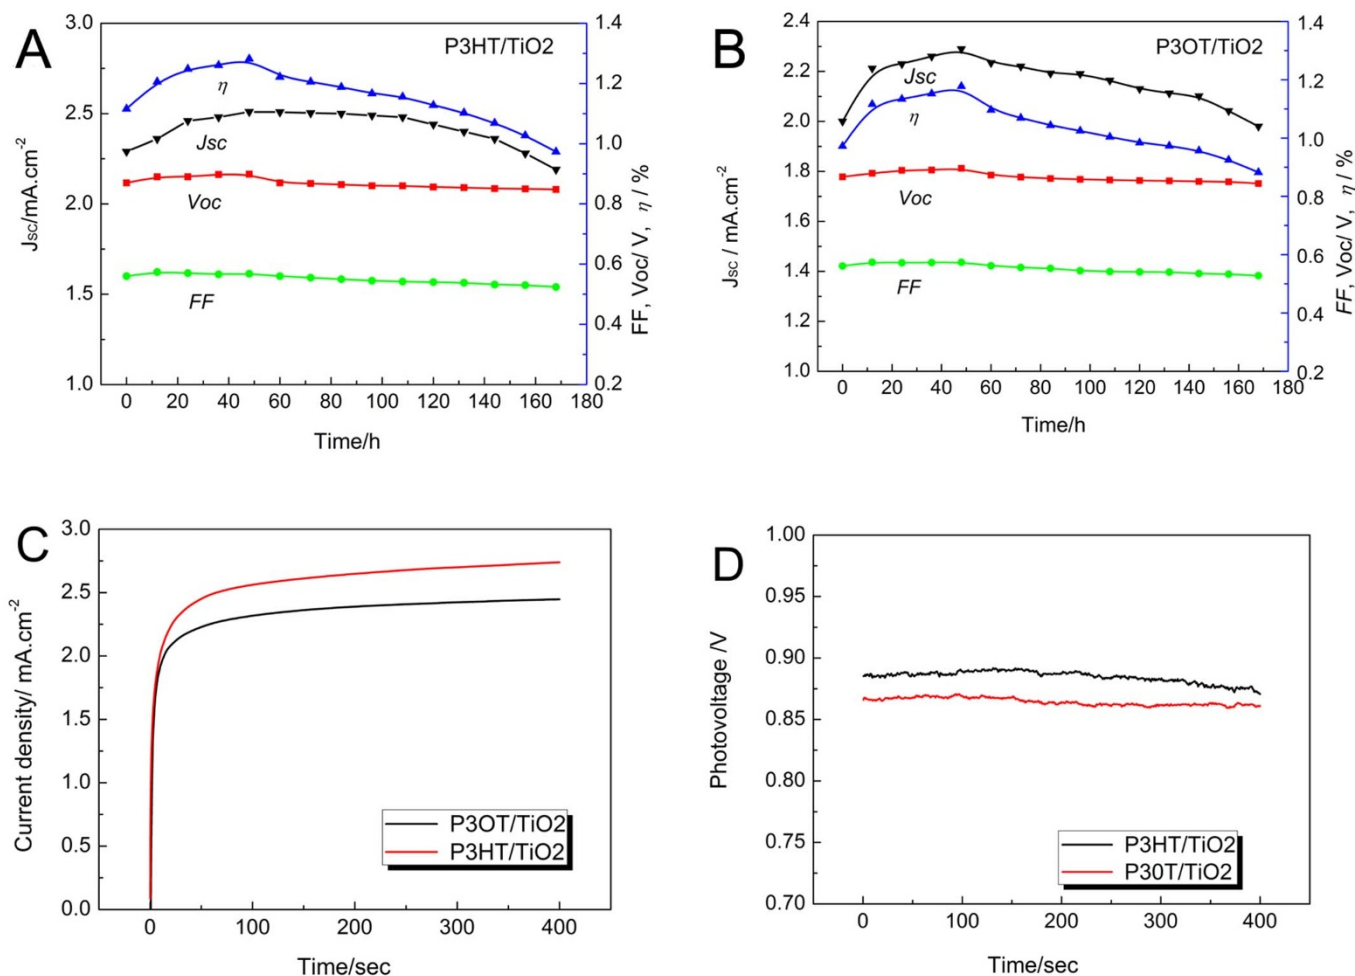 A
P3HT/TiO2
3.0
2.5
2.0
1.5
1.0
Jsc/mA.cm-2
η
Jsc
Voc
FF
1.4
1.2
1.0
0.8
0.6
0.4
0.2
FF, Voc/ V, η / %
0 20 40 60 80 100 120 140 160 180
Time/h
B
P3OT/TiO2
2.4
2.2
2.0
1.8
1.6
1.4
1.2
1.0
Jsc / mA.cm-2
Jsc
η
Voc
FF
1.4
1.2
1.0
0.8
0.6
0.4
0.2
FF, Voc/ V, η / %
0 20 40 60 80 100 120 140 160 180
Time/h
C
3.0
2.5
2.0
1.5
1.0
0.5
0.0
Current density/ mA.cm-2
P3OT/TiO2
P3HT/TiO2
0 100 200 300 400
Time/sec
D
1.00
0.95
0.90
0.85
0.80
0.75
0.70
Photovoltage /V
P3HT/TiO2
P30T/TiO2
0 100 200 300 400
Time/sec